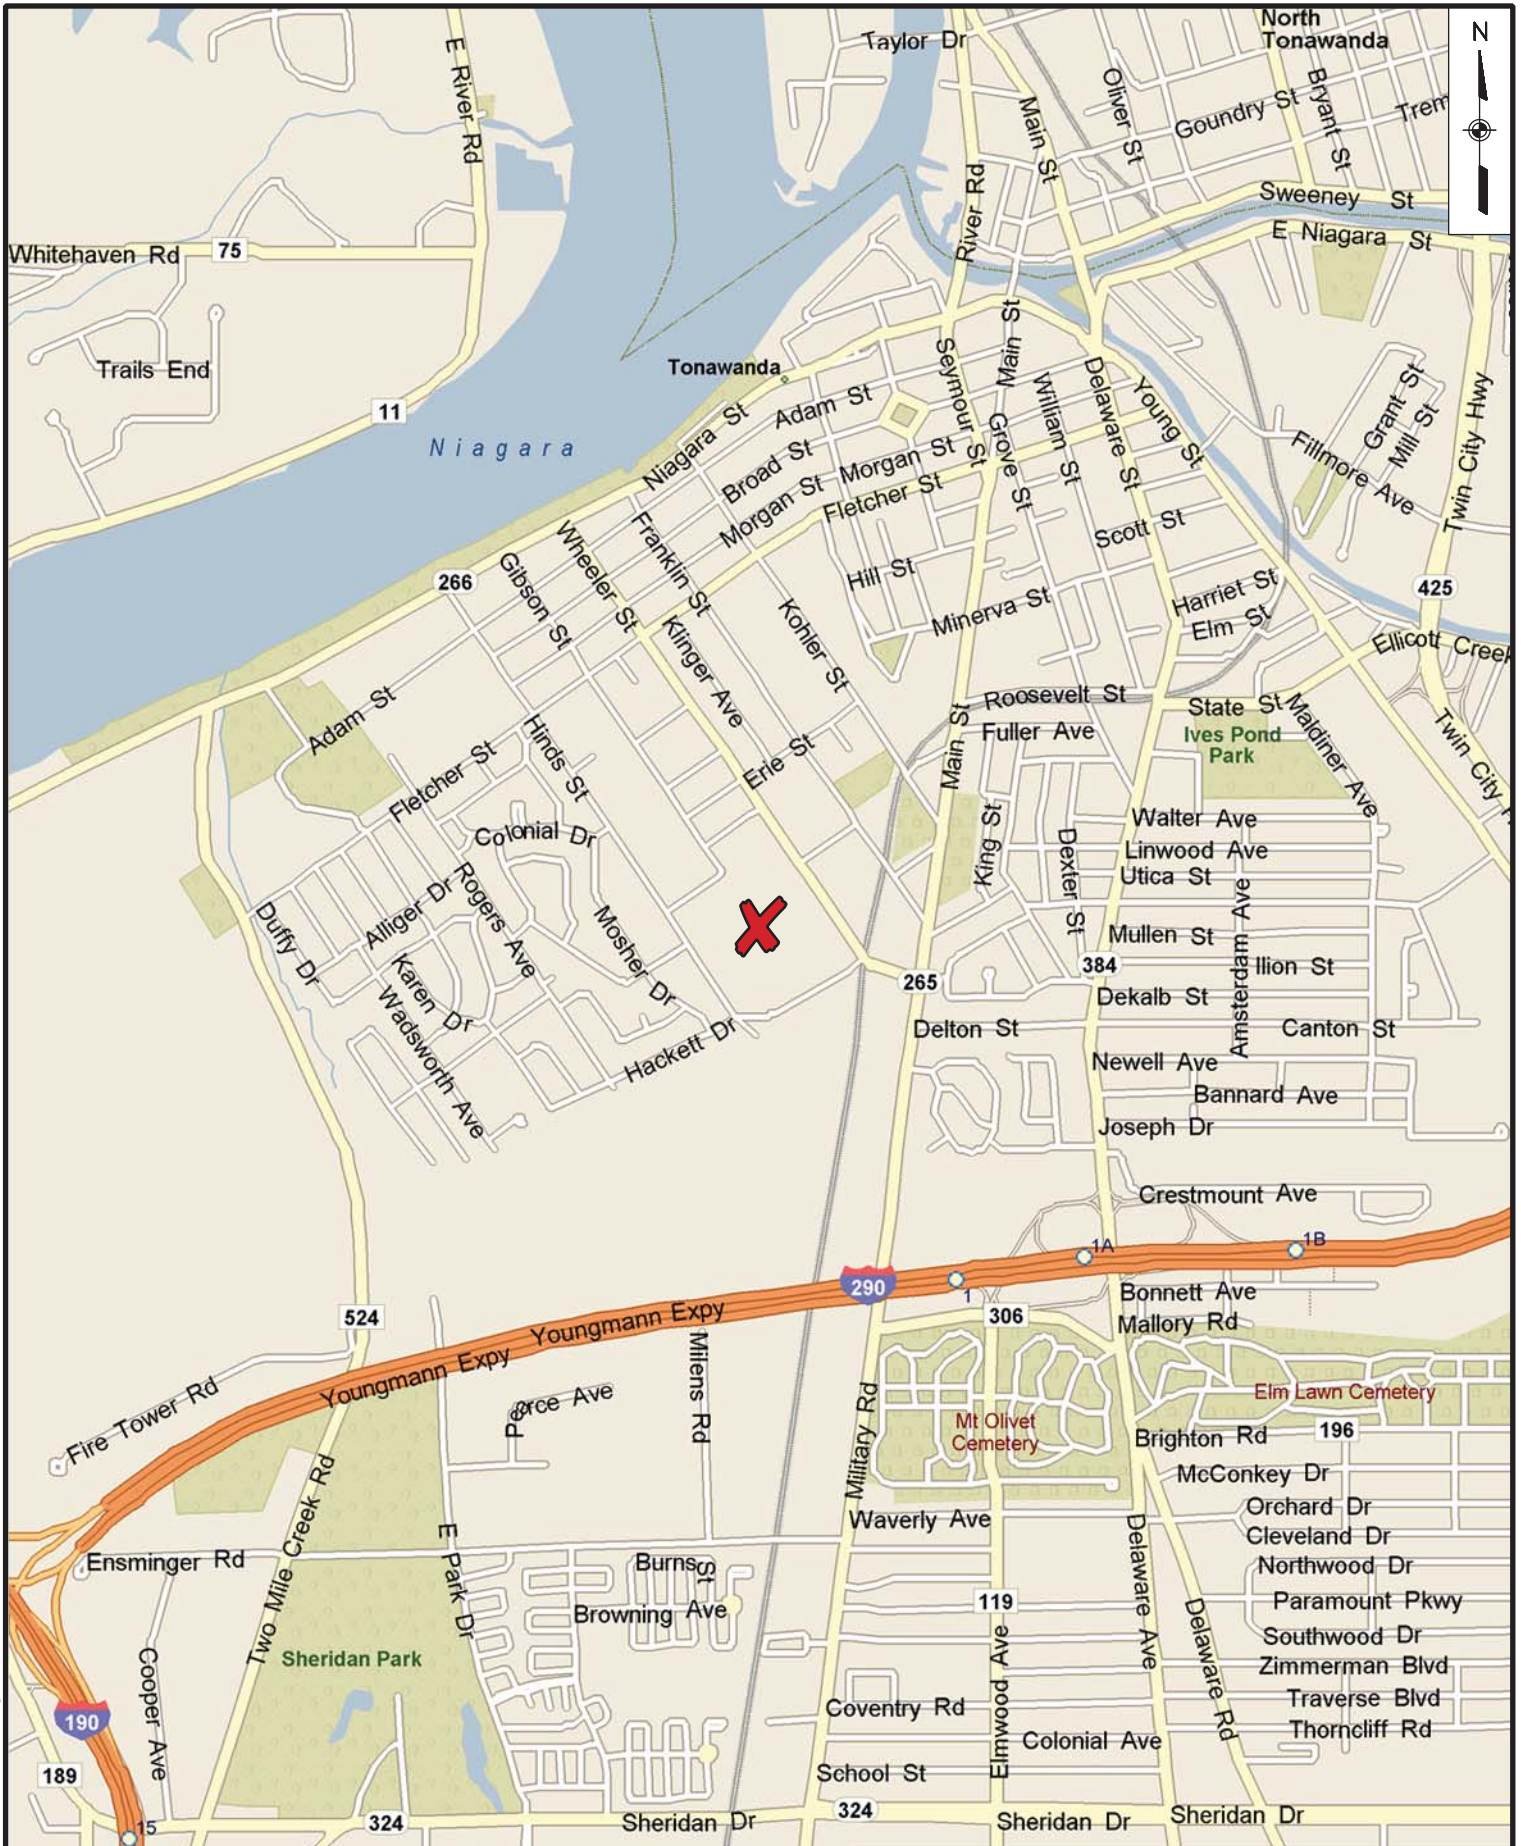 North
Tonawanda
N
Taylor Dr
E River Rd
Main St
Oliver St
Goundry St
Bryant St
Trem
Sweeney St
E Niagara St
River Rd
Whitehaven Rd
75
Trails End
11
Niagara
Tonawanda
Niagara St
Adam St
Broad St
Morgan St
Morgan St
Fletcher St
Seymour St
Main St
Grove St
William St
Delaware St
Young St
Grant St
Mill St
Fillmore Ave
Twin City Hwy
425
Scott St
Harriet St
Elm St
Ellicott Creek
266
Gibson St
Wheeler St
Franklin St
Klinger Ave
Kohler St
Hill St
Minerva St
Roosevelt St
State St
Fuller Ave
Ives Pond
Park
Maldiner Ave
Twin City H
Adam St
Fletcher St
Hinds St
Erie St
Main St
Colonial Dr
King St
Dexter St
Walter Ave
Linwood Ave
Utica St
Amsterdam Ave
Mullen St
Ilion St
384
Dekalb St
Canton St
Alliger Dr
Rogers Ave
Mosher Dr
Duffy Dr
Karen Dr
Wadsworth Ave
Hackett Dr
265
Delton St
Newell Ave
Bannard Ave
Joseph Dr
Crestmount Ave
1A
1B
290
1
Youngmann Expy
Youngmann Expy
524
306
Bonnett Ave
Mallory Rd
Fire Tower Rd
Pierce Ave
Milens Rd
Military Rd
Mt Olivet
Cemetery
Elm Lawn Cemetery
Brighton Rd
196
McConkey Dr
Orchard Dr
Cleveland Dr
Northwood Dr
Paramount Pkwy
Southwood Dr
Zimmerman Blvd
Traverse Blvd
Thorncliff Rd
Waverly Ave
Two Mile Creek Rd
Ensminger Rd
E Park Dr
Burns St
Browning Ave
119
Delaware Ave
Delaware Rd
Sheridan Park
Cooper Ave
Coventry Rd
Elmwood Ave
Colonial Ave
School St
190
189
15
324
Sheridan Dr
324
Sheridan Dr
Sheridan Dr